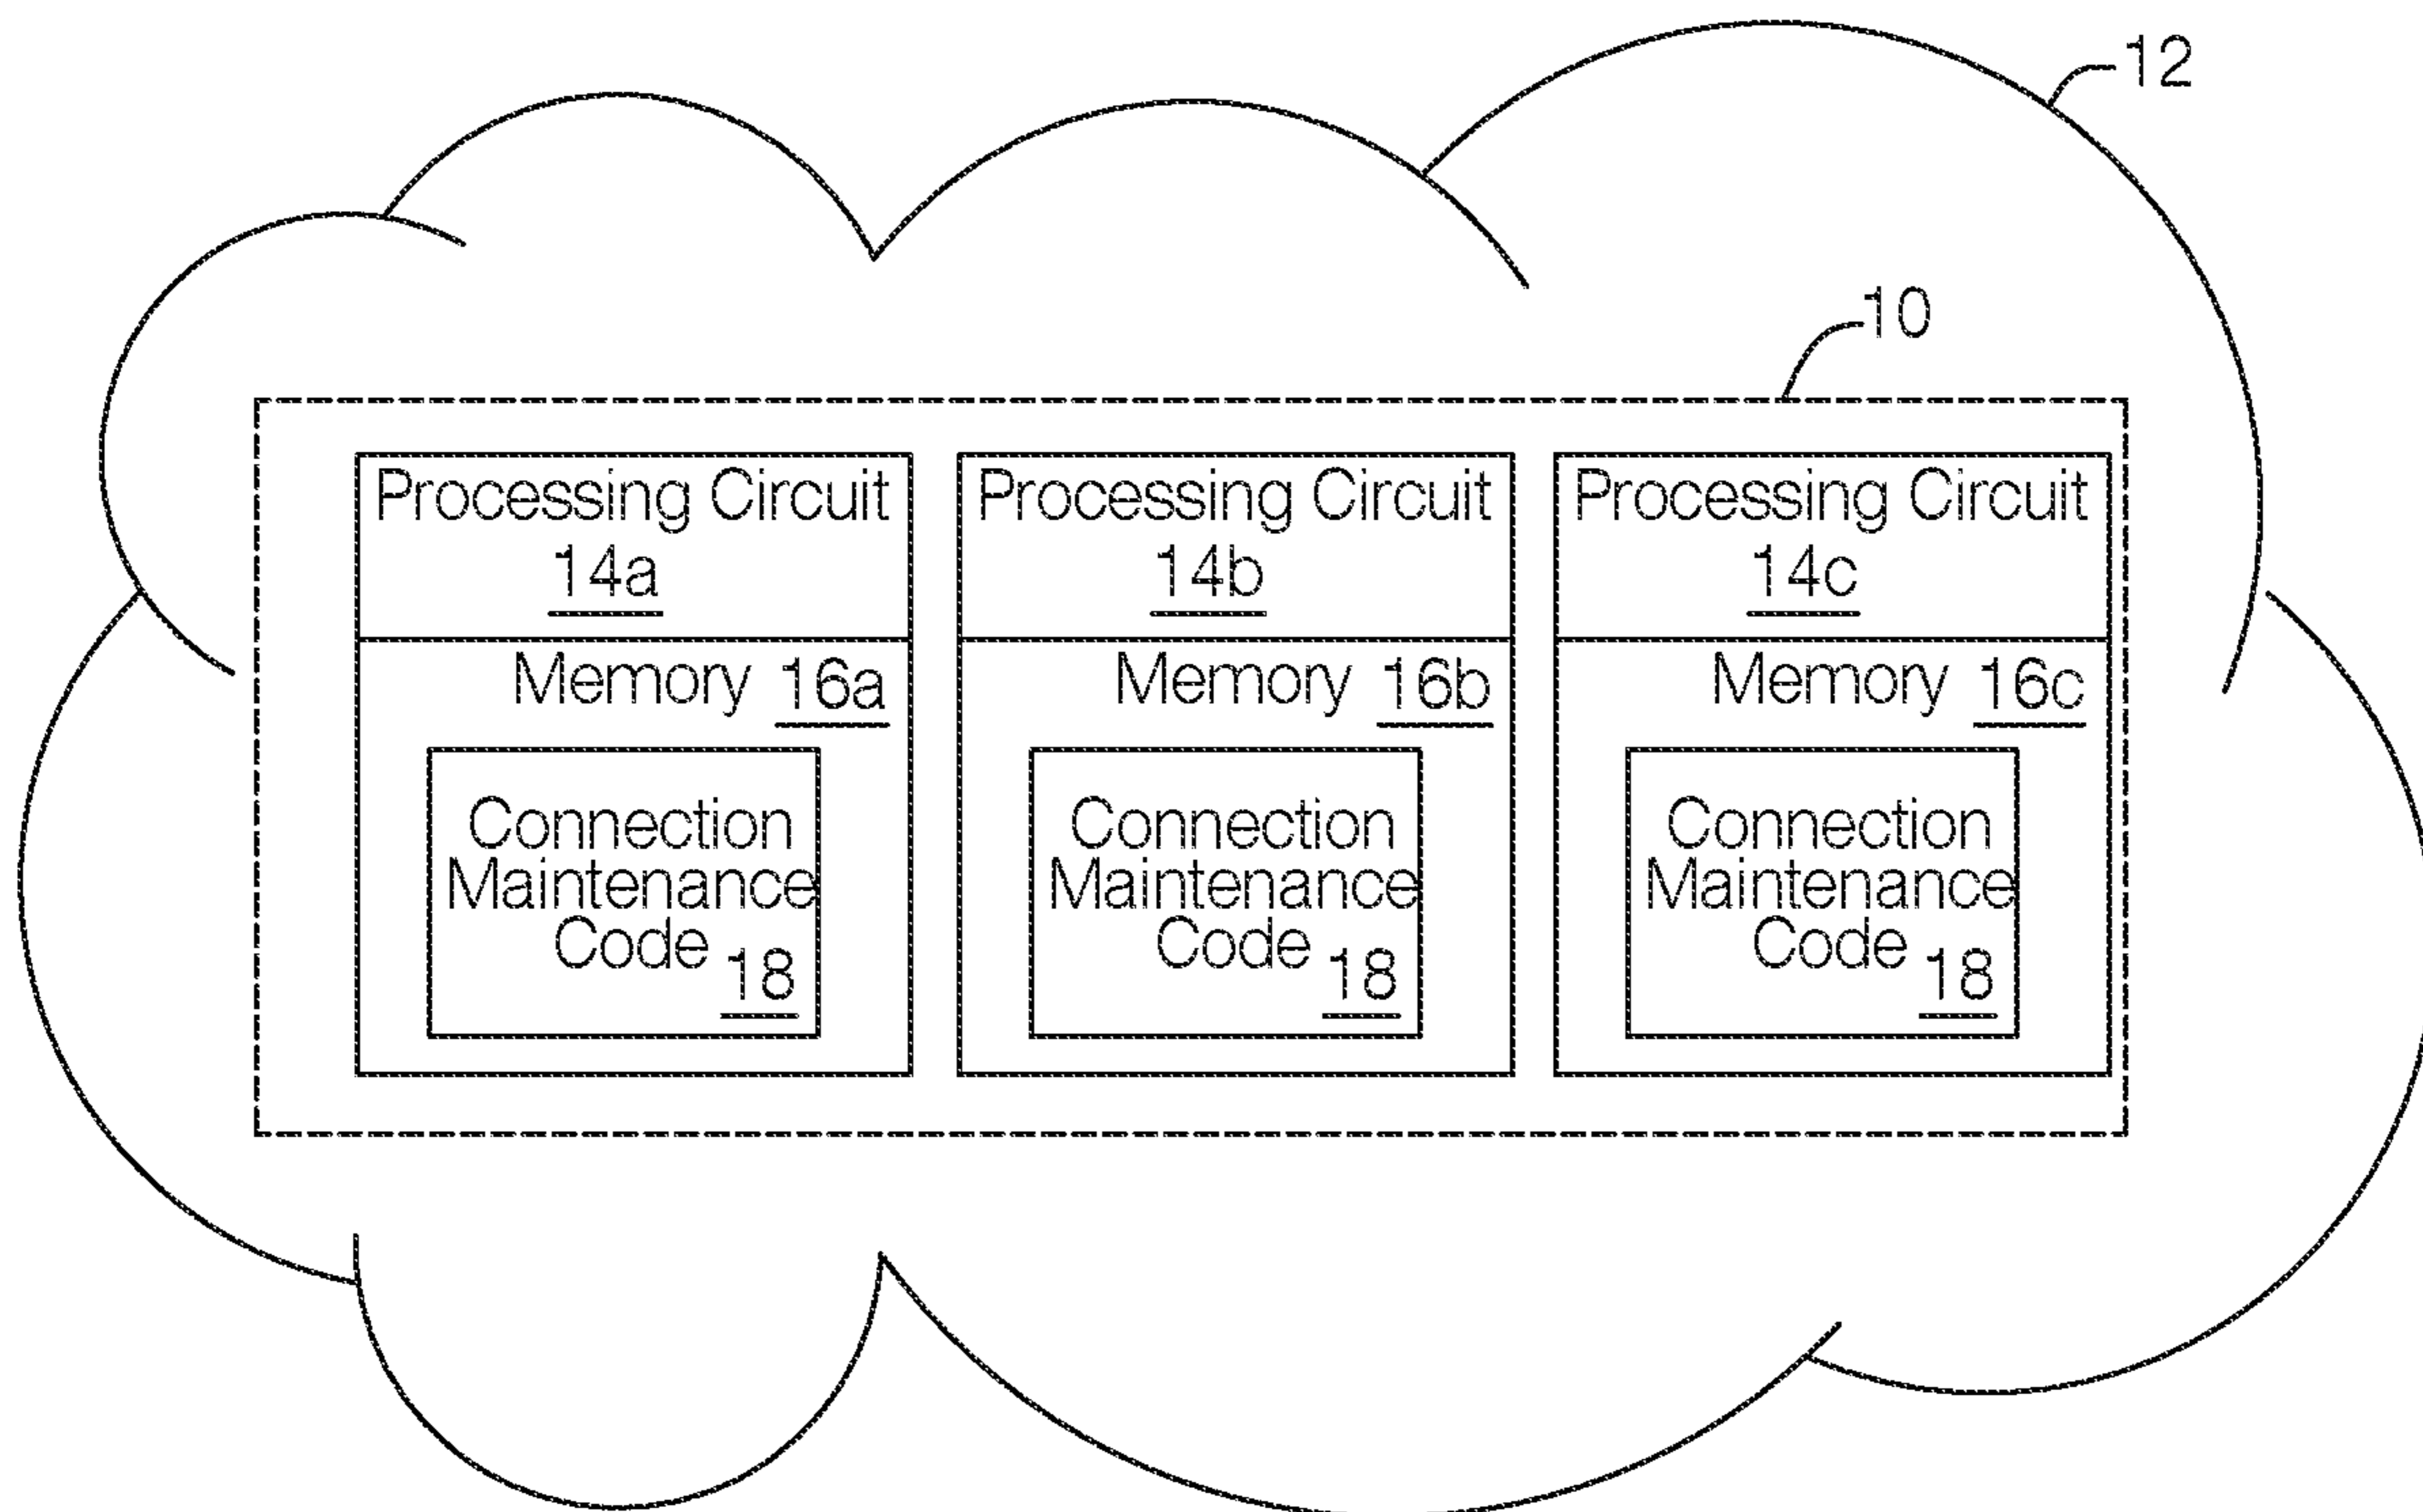 12
10
Processing Circuit
14a
Memory 16a
Connection
Maintenance
Code 18
Processing Circuit
14b
Memory 16b
Connection
Maintenance
Code 18
Processing Circuit
14c
Memory 16c
Connection
Maintenance
Code 18